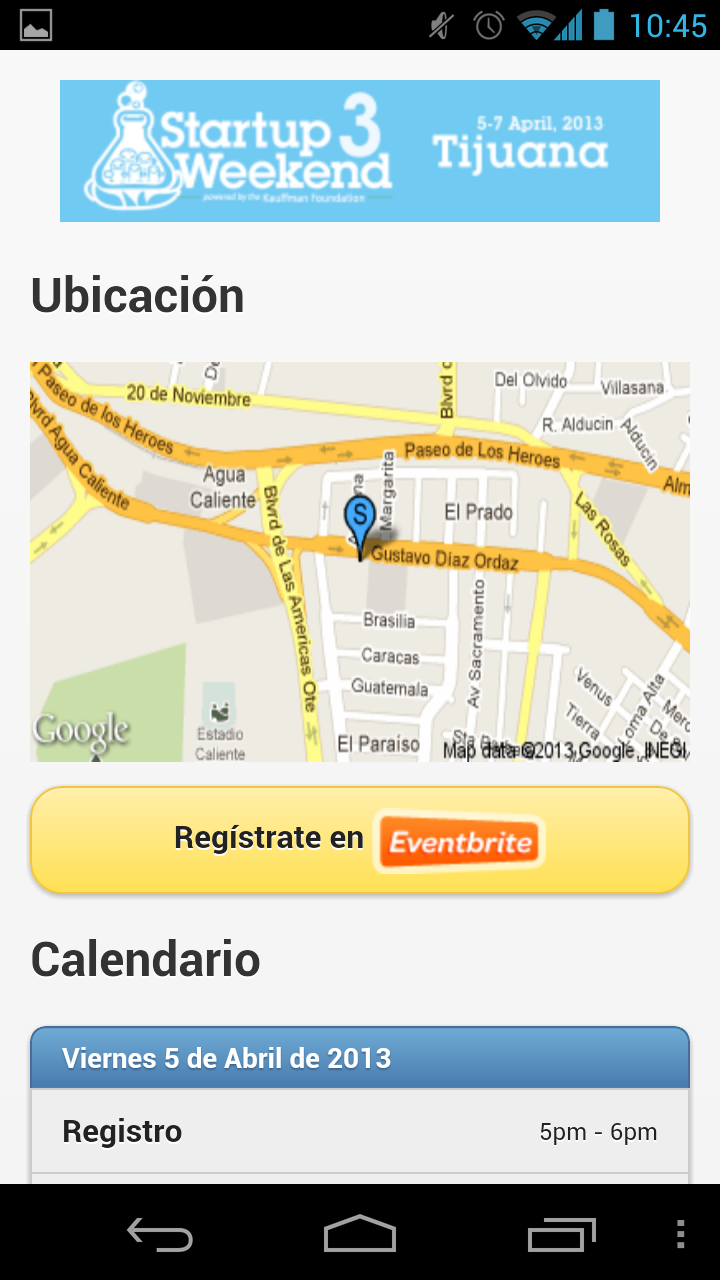 10:45
Startup 3
Weekend
powered by the Kauffman Foundation
5-7 April, 2013
Tijuana
Ubicación
Del Olvido
Villasana
20 de Noviembre
Paseo de los Heroes
R. Alducin
Alducin
Blvrd Agua Caliente
Paseo de Los Heroes
Agua
Caliente
Margarita
S
El Prado
Las Rosas
Blvrd de Las Americas Ote
Gustavo Díaz Ordaz
Brasilia
Av Sacramento
Caracas
Guatemala
Venus
Tierra
Loma Alta
Google
Estadio
Caliente
El Paraíso
Map data ©2013 Google, INEGI
Regístrate en Eventbrite
Calendario
Viernes 5 de Abril de 2013
Registro 5pm - 6pm